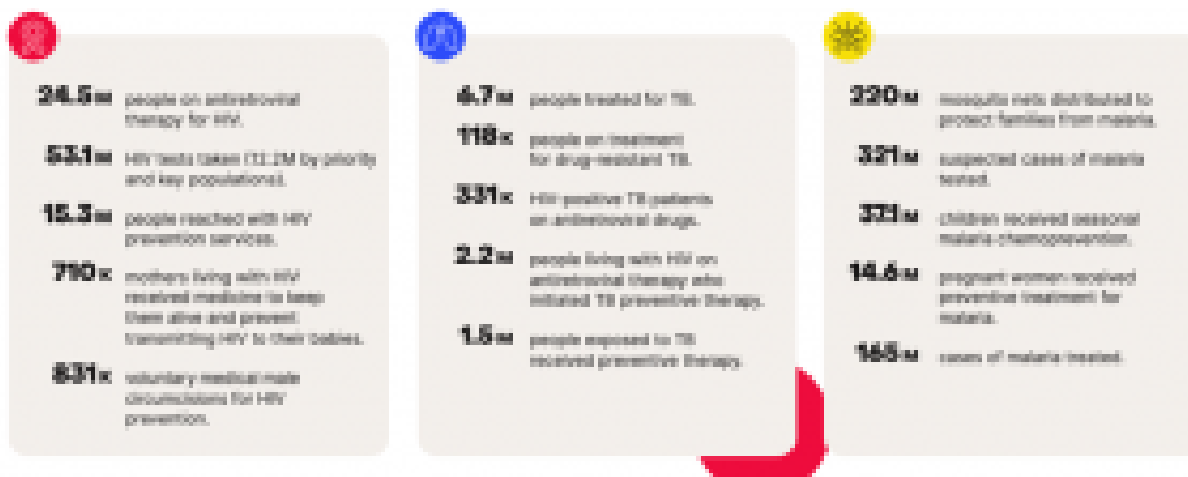 24.5M people on antiretroviral
therapy for HIV.
53.1M HIV tests taken (12.2M by priority
and key populations).
15.3M people reached with HIV
prevention services.
710K mothers living with HIV
received medicine to keep
them alive and prevent
transmitting HIV to their babies.
831K voluntary medical male
circumcisions for HIV
prevention.
6.7M people treated for TB.
118K people on treatment
for drug-resistant TB.
331K HIV-positive TB patients
on antiretroviral drugs.
2.2M people living with HIV on
antiretroviral therapy who
initiated TB preventive therapy.
1.5M people exposed to TB
received preventive therapy.
220M mosquito nets distributed to
protect families from malaria.
321M suspected cases of malaria
tested.
children received seasonal
malaria chemoprevention.
14.6M pregnant women received
preventive treatment for
malaria.
165M cases of malaria treated.